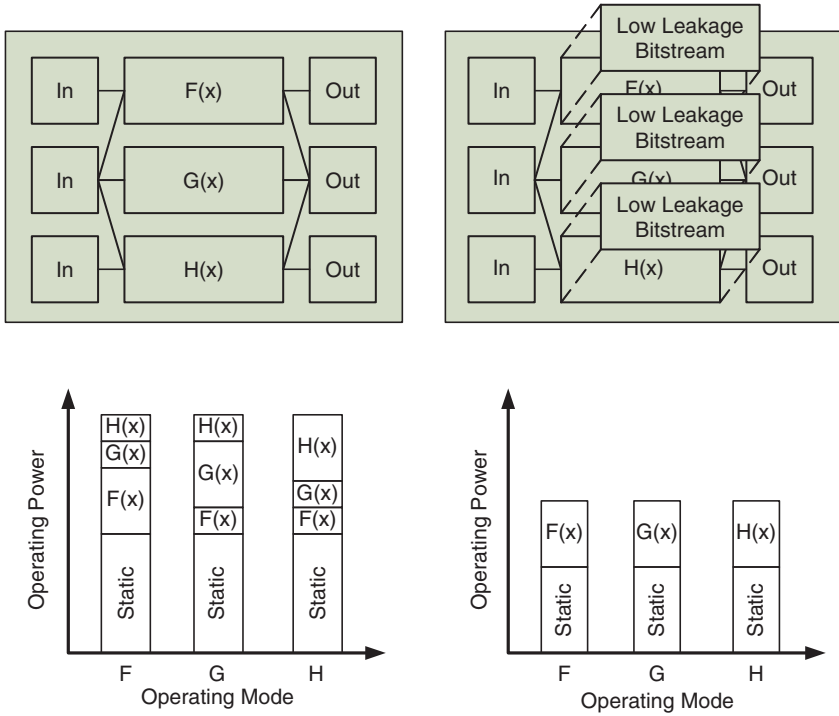 In
F(x)
Out
In
G(x)
Out
In
H(x)
Out
Low Leakage
Bitstream
In
F(x)
Out
Low Leakage
Bitstream
In
G(x)
Out
Low Leakage
Bitstream
In
H(x)
Out
Operating Power
H(x)
G(x)
F(x)
Static
H(x)
G(x)
F(x)
Static
H(x)
G(x)
F(x)
Static
F
G
H
Operating Mode
Operating Power
F(x)
Static
G(x)
Static
H(x)
Static
F
G
H
Operating Mode